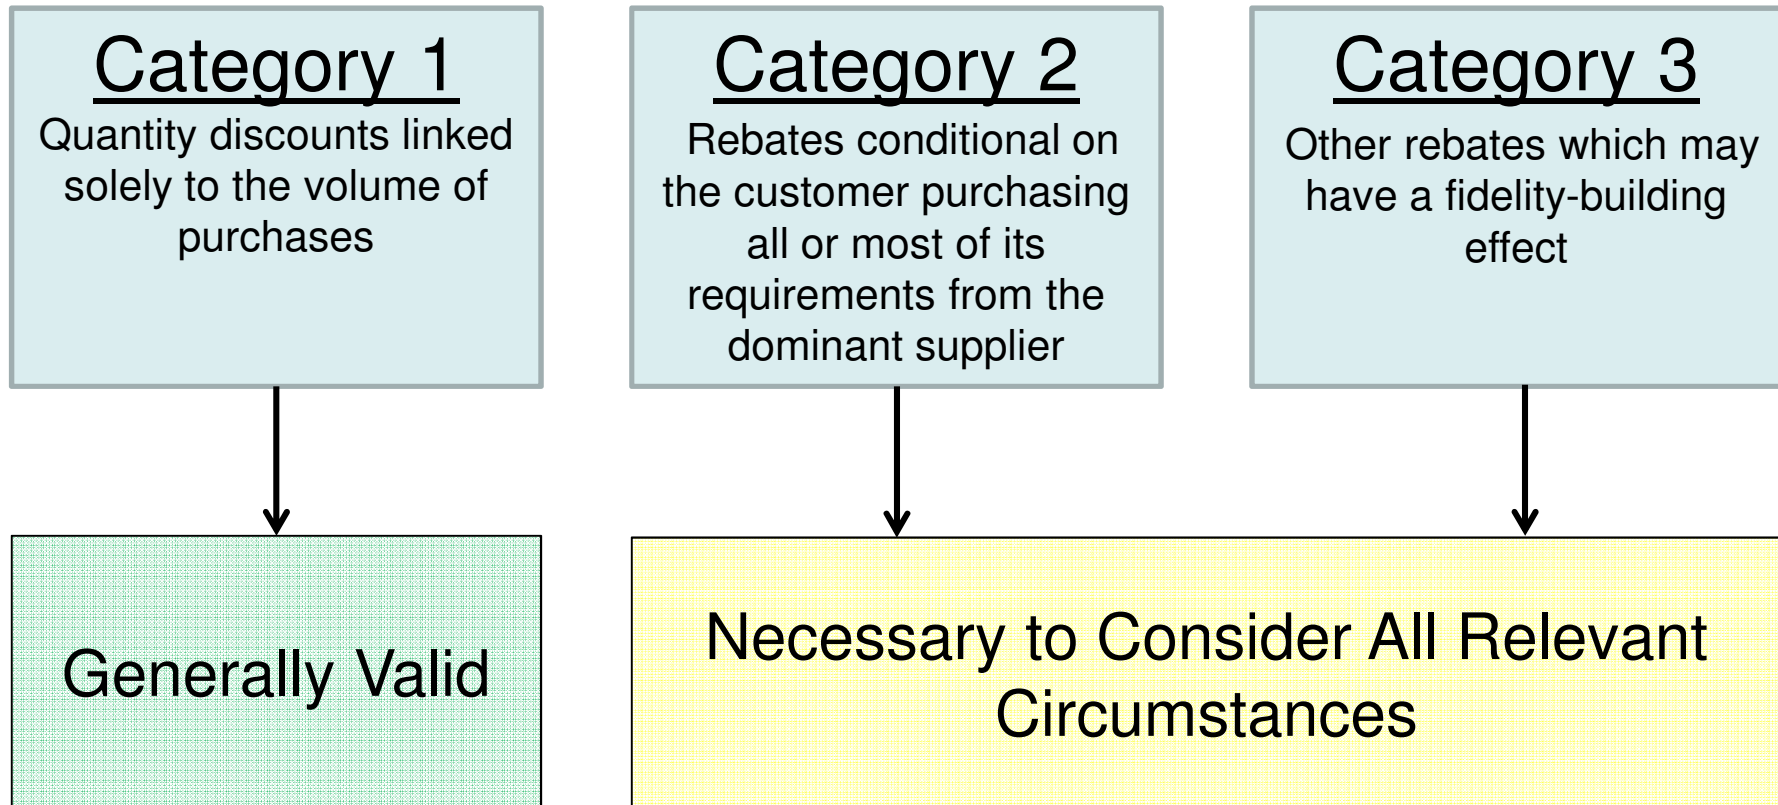 Category 1
Quantity discounts linked
solely to the volume of
purchases
Category 2
Rebates conditional on
the customer purchasing
all or most of its
requirements from the
dominant supplier
Category 3
Other rebates which may
have a fidelity-building
effect
Generally Valid
Necessary to Consider All Relevant
Circumstances